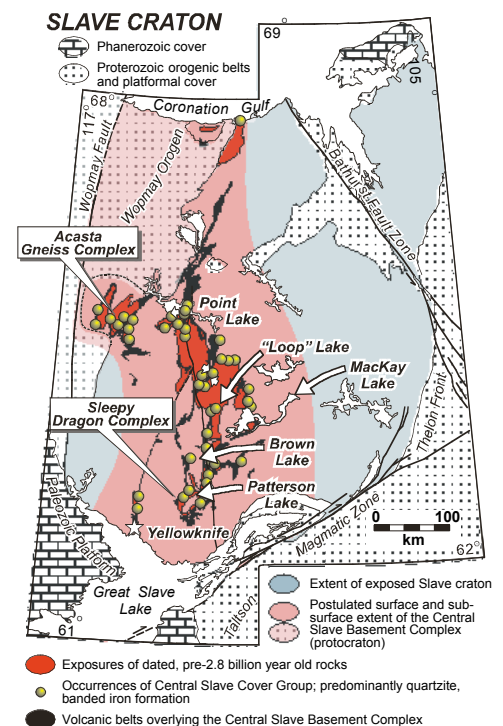 SLAVE CRATON
Phanerozoic cover
Proterozoic orogenic belts
and platformal cover
69°
105
68°
117°
Coronation Gulf
Wopmay Fault
Wopmay Orogen
Bathurst Fault Zone
Acasta
Gneiss Complex
Point
Lake
"Loop" Lake
MacKay
Lake
Sleepy
Dragon Complex
Thelon Front
Brown
Lake
Patterson
Lake
Paleozoic Platform
Yellowknife
Magmatic Zone
0 100
km
62°
Great Slave
Lake
Taltson
61
Extent of exposed Slave craton
Postulated surface and sub-
surface extent of the Central
Slave Basement Complex
(protocraton)
Exposures of dated, pre-2.8 billion year old rocks
Occurrences of Central Slave Cover Group; predominantly quartzite,
banded iron formation
Volcanic belts overlying the Central Slave Basement Complex